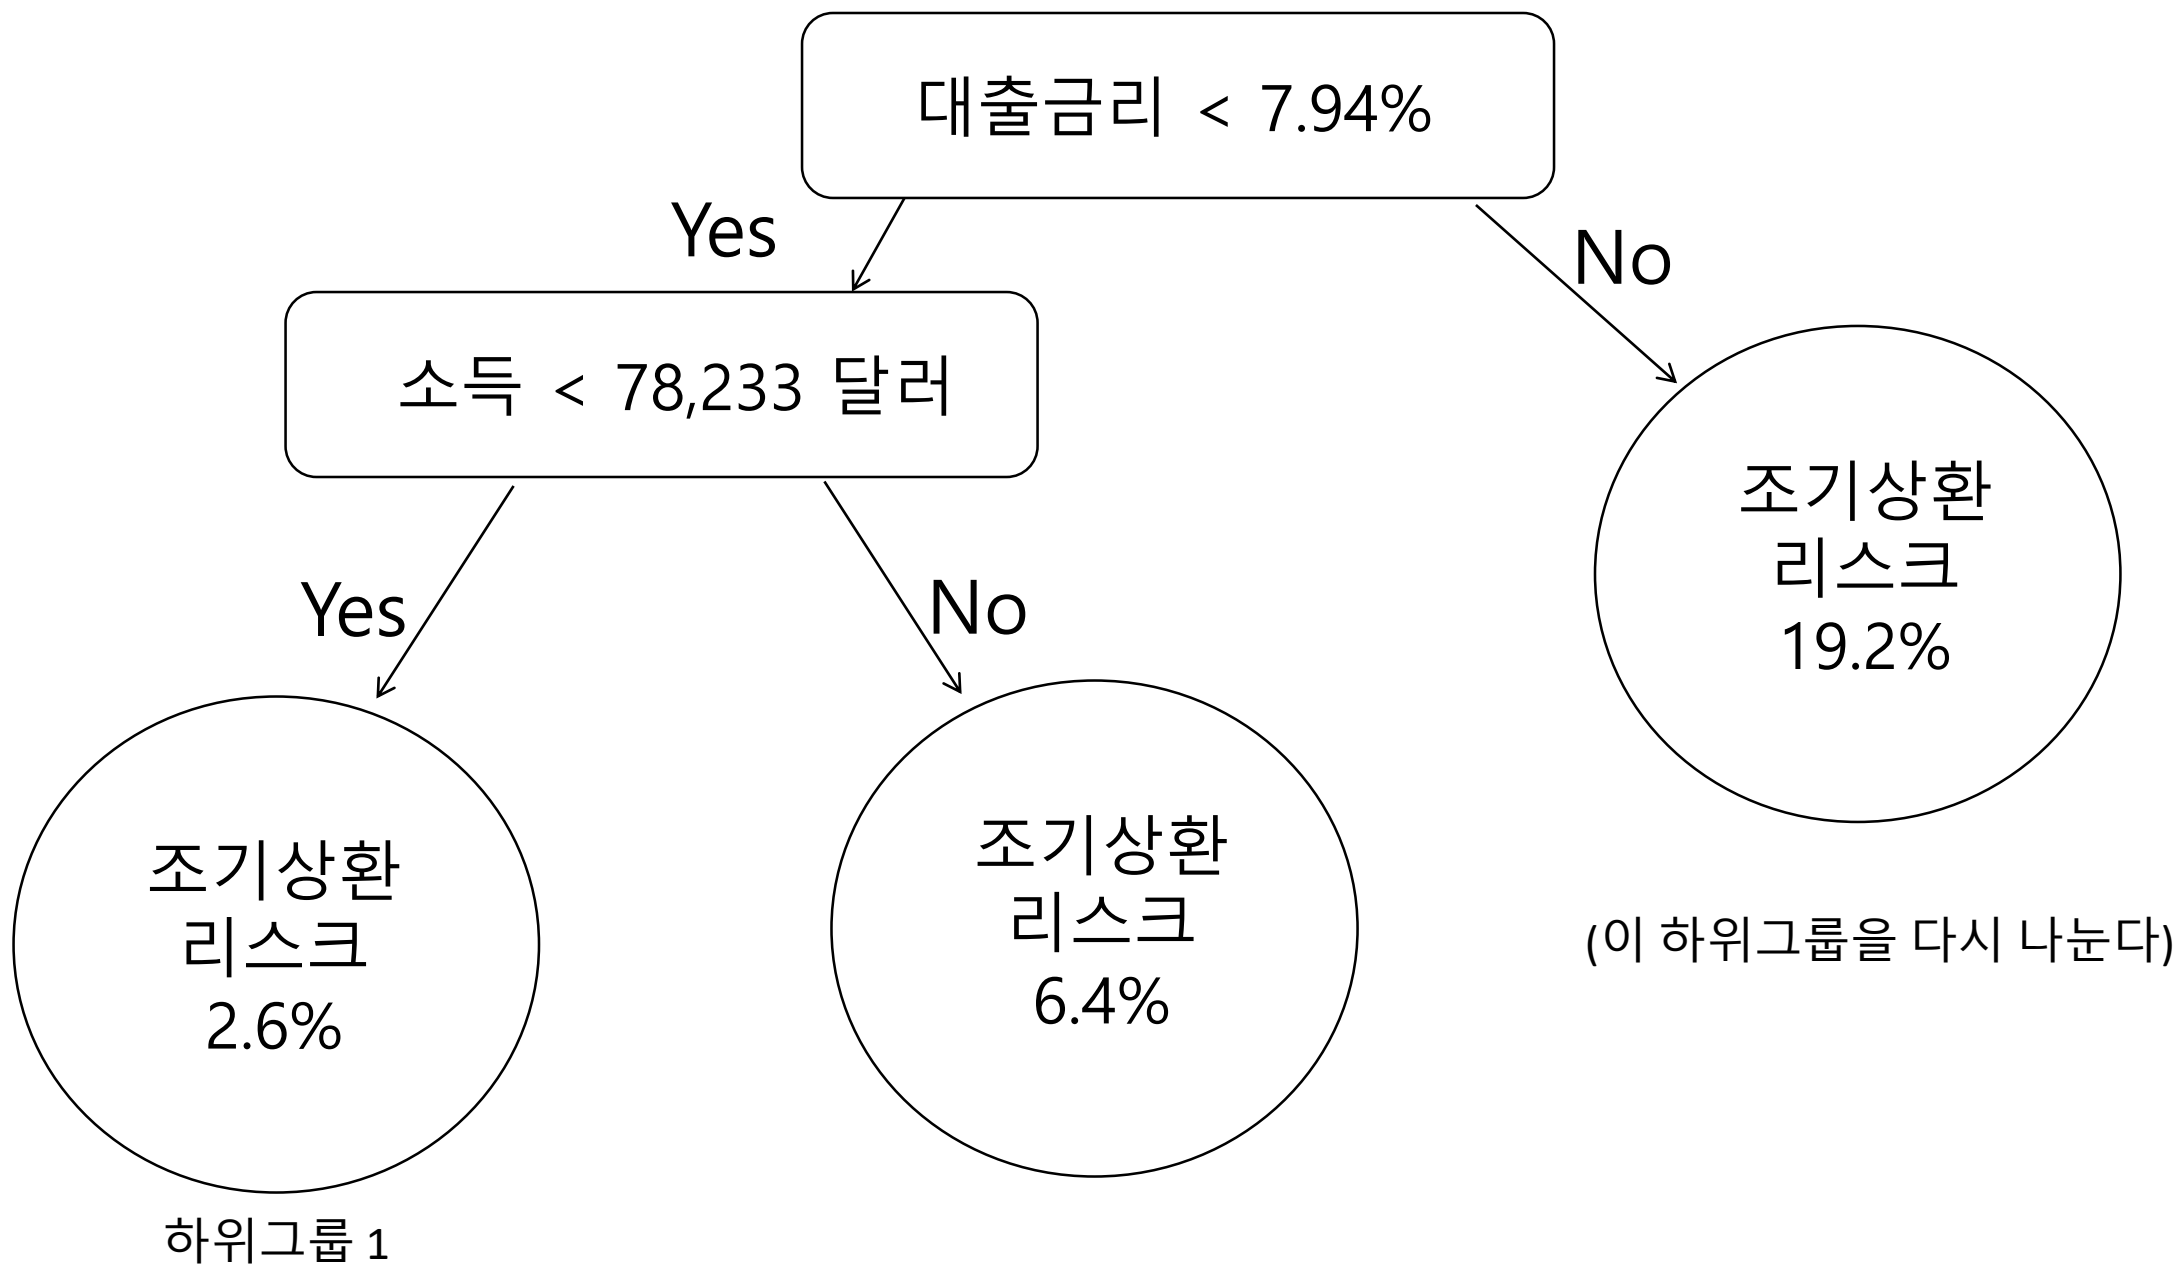 대출금리 < 7.94%
Yes
No
소득 < 78,233 달러
Yes
No
조기상환
리스크
19.2%
조기상환
리스크
2.6%
조기상환
리스크
6.4%
(이 하위그룹을 다시 나눈다)
하위그룹 1